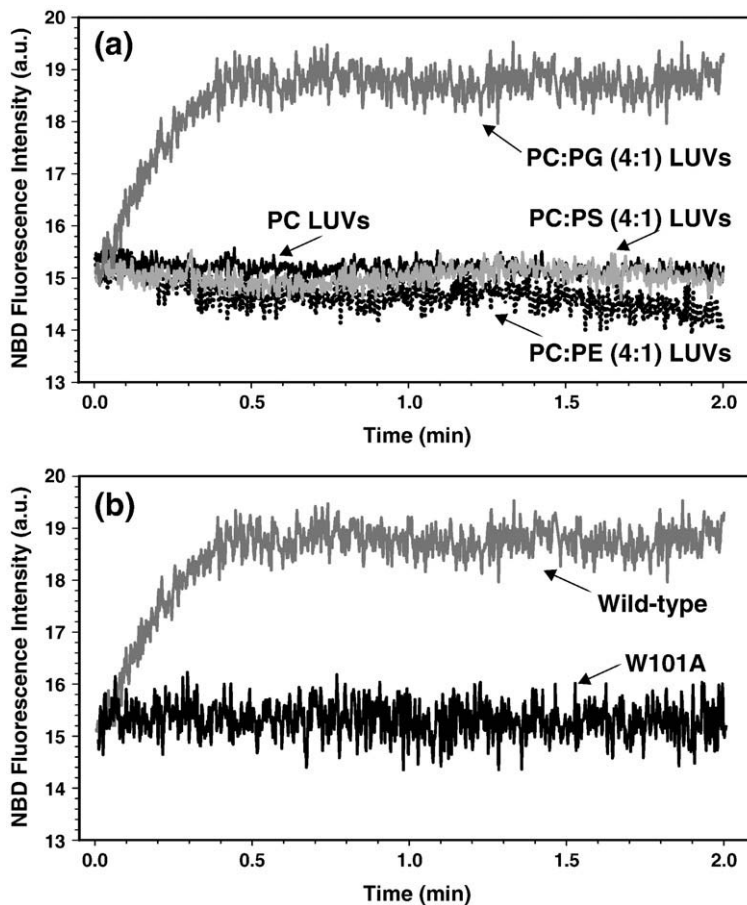 (a)
NBD Fluorescence Intensity (a.u.)
20
19
18
17
16
15
14
13
PC:PG (4:1) LUVs
PC LUVs
PC:PS (4:1) LUVs
PC:PE (4:1) LUVs
0.0 0.5 1.0 1.5 2.0
Time (min)
(b)
NBD Fluorescence Intensity (a.u.)
20
19
18
17
16
15
14
13
Wild-type
W101A
0.0 0.5 1.0 1.5 2.0
Time (min)